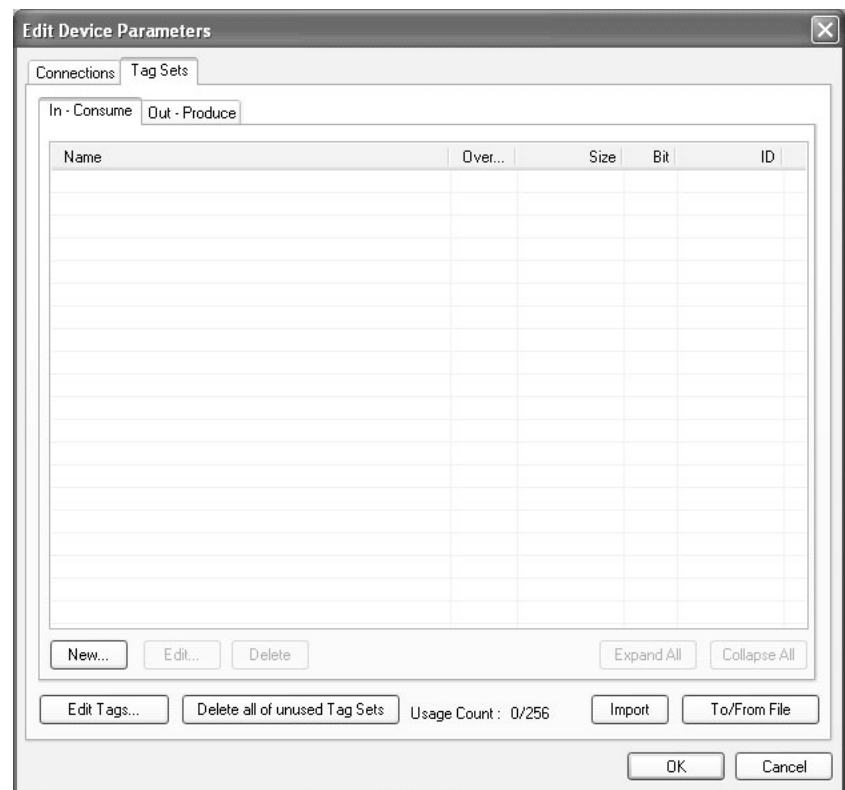 Edit Device Parameters
Connections Tag Sets
In - Consume Out - Produce
Name Over... Size Bit ID
New... Edit... Delete Expand All Collapse All
Edit Tags... Delete all of unused Tag Sets Usage Count : 0/256 Import To/From File
OK Cancel